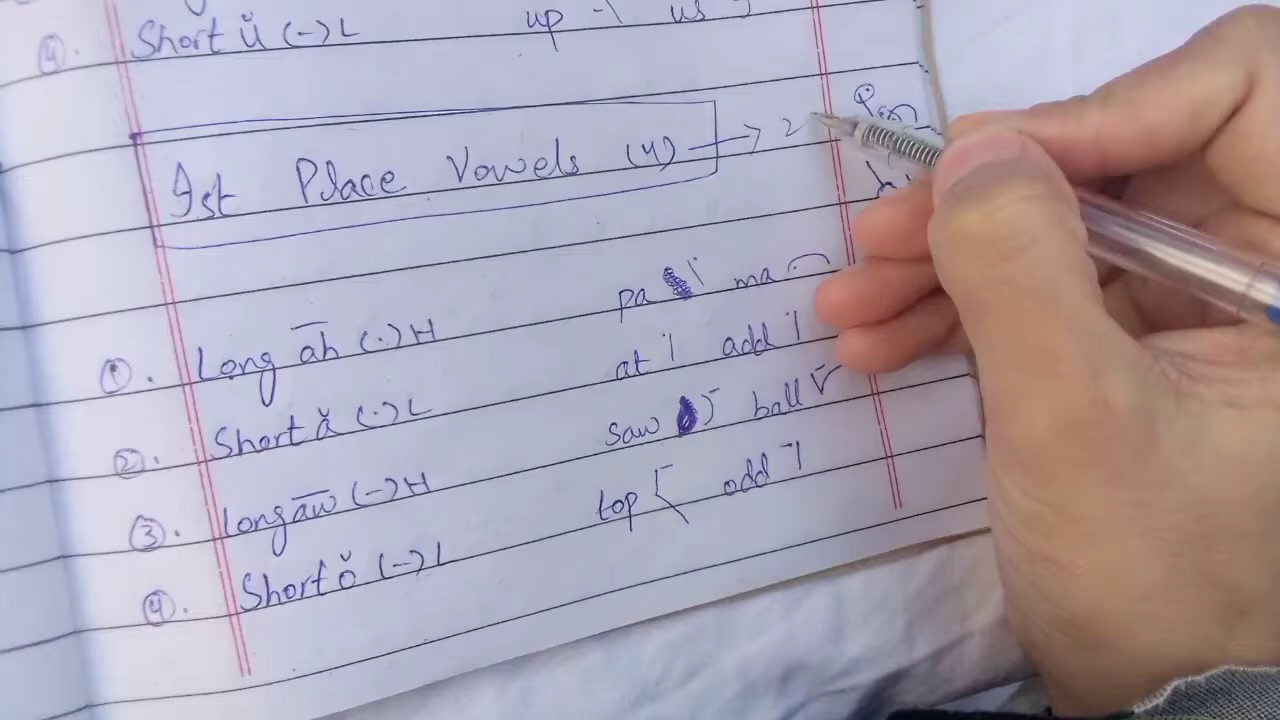 ④. Short ŭ (-) L up us
Ist Place Vowels (4) → 2
①. Long āh (.) H pa ma
②. Short ă (.) L at add
③. Long āw (-) H saw ball
④. Short ŏ (-) L top odd